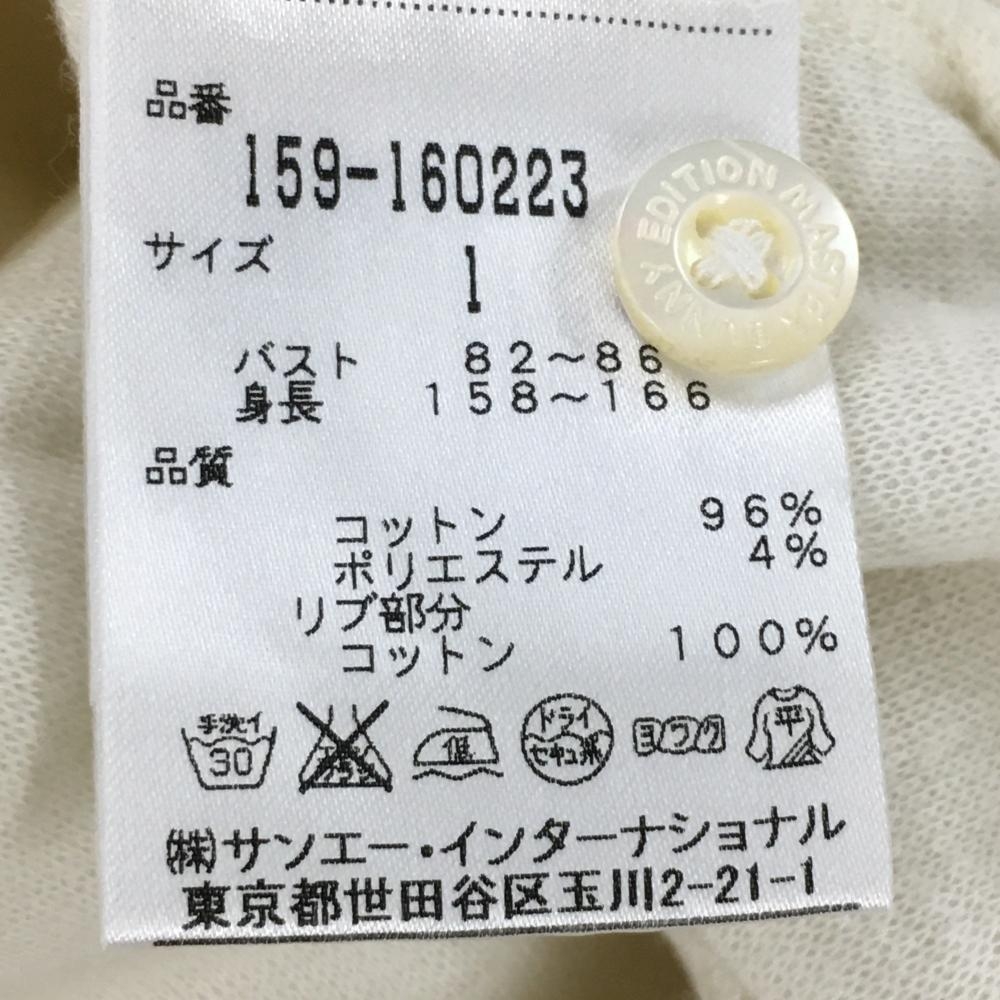 品番
159-160223
サイズ 1
バスト 82～86
身長 158～166
品質
コットン 96%
ポリエステル 4%
リブ部分
コットン 100%
手洗イ 30 低 ドライ セキユ系 ヨワク 平
㈱サンエー・インターナショナル
東京都世田谷区玉川2-21-1
EDITION MASTER BUNNY